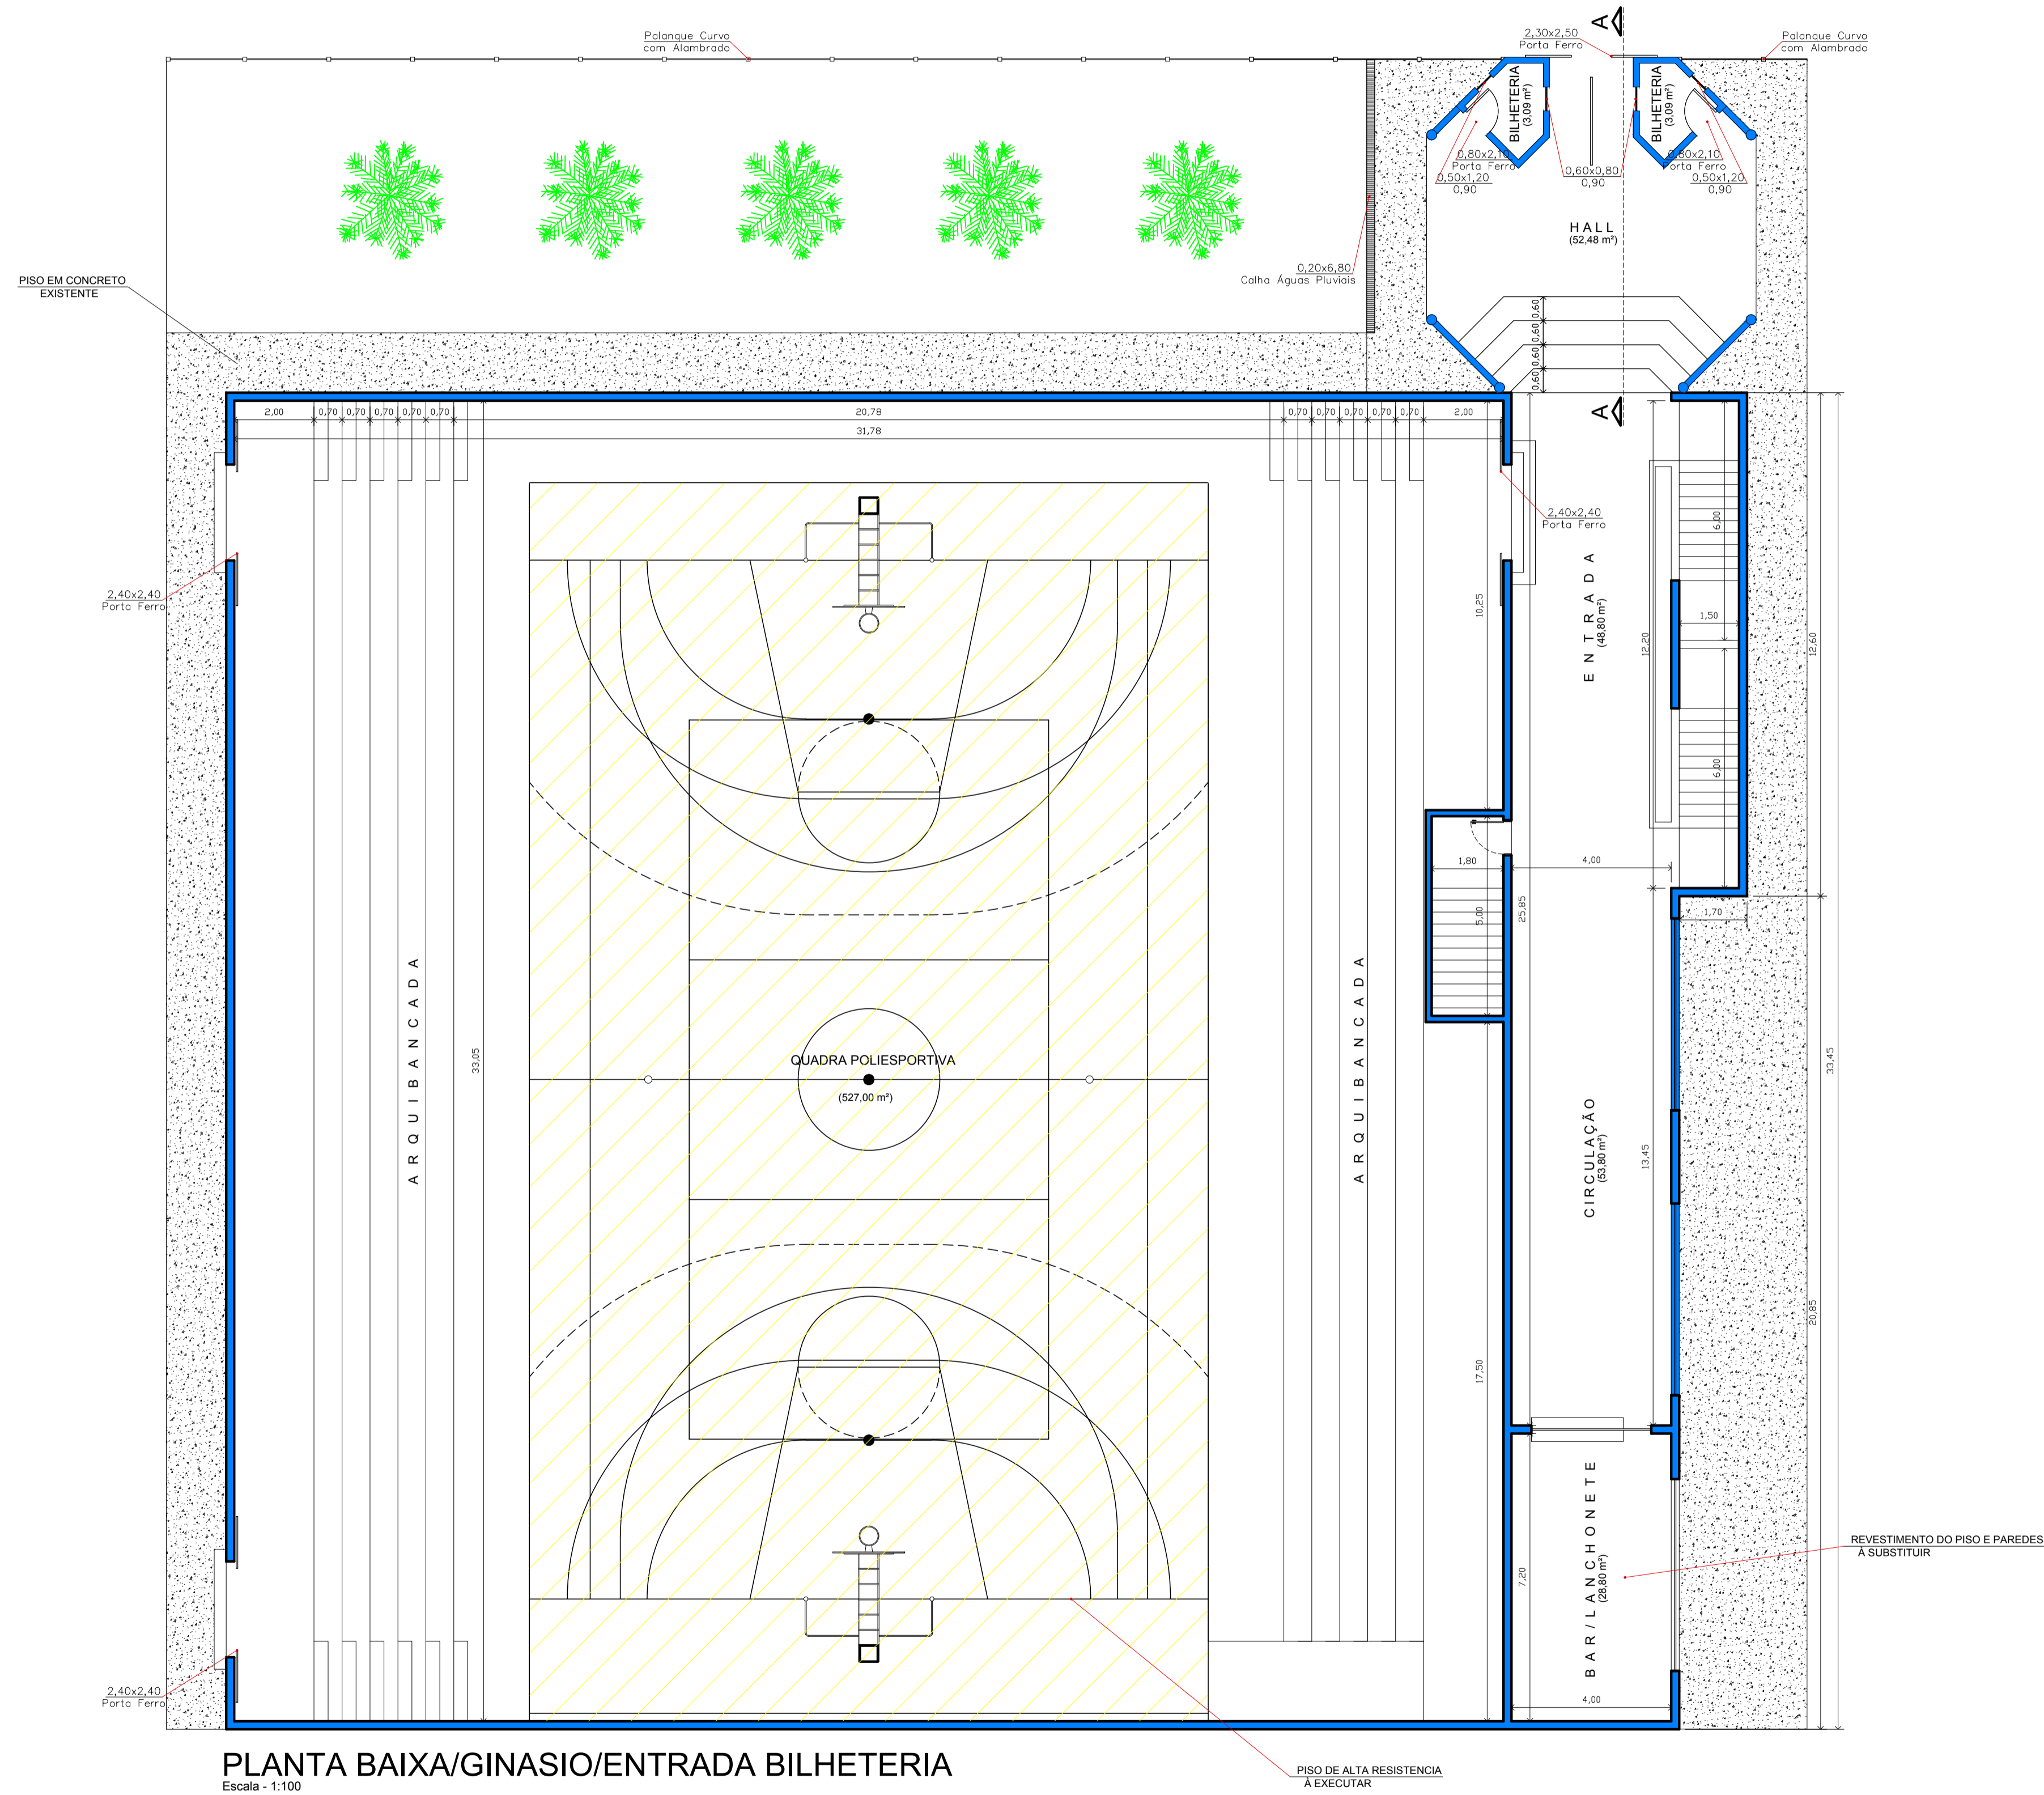 A
Palanque Curvo
com Alambrado
2,30x2,50
Porta Ferro
Palanque Curvo
com Alambrado
BILHETERIA
(3,09 m²)
BILHETERIA
(3,09 m²)
0,80x2,10
Porta Ferro
0,50x1,20
0,90
0,60x0,80
0,90
0,80x2,10
Porta Ferro
0,50x1,20
0,90
HALL
(52,48 m²)
0,20x6,80
Calha Águas Pluviais
PISO EM CONCRETO
EXISTENTE
0,60
0,60
0,60
0,60
A
2,00 0,70 0,70 0,70 0,70 0,70 20,78 0,70 0,70 0,70 0,70 0,70 2,00
31,78
2,40x2,40
Porta Ferro
2,40x2,40
Porta Ferro
ENTRADA
(48,80 m²)
6,00
10,25
12,20
1,50
12,60
6,00
1,80
4,00
5,00
25,85
1,70
ARQUIBANCADA
33,05
QUADRA POLIESPORTIVA
(527,00 m²)
ARQUIBANCADA
CIRCULAÇÃO
(53,80 m²)
13,45
33,45
20,85
17,50
BAR/LANCHONETE
(28,80 m²)
7,20
REVESTIMENTO DO PISO E PAREDES
À SUBSTITUIR
2,40x2,40
Porta Ferro
4,00
PLANTA BAIXA/GINASIO/ENTRADA BILHETERIA
Escala - 1:100
PISO DE ALTA RESISTENCIA
À EXECUTAR